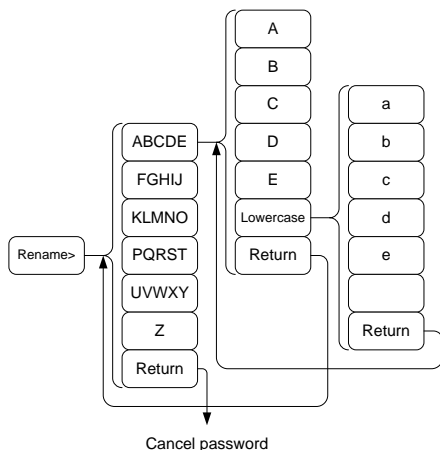 Rename>
ABCDE
FGHIJ
KLMNO
PQRST
UVWXY
Z
Return
A
B
C
D
E
Lowercase
Return
a
b
c
d
e
Return
Cancel password